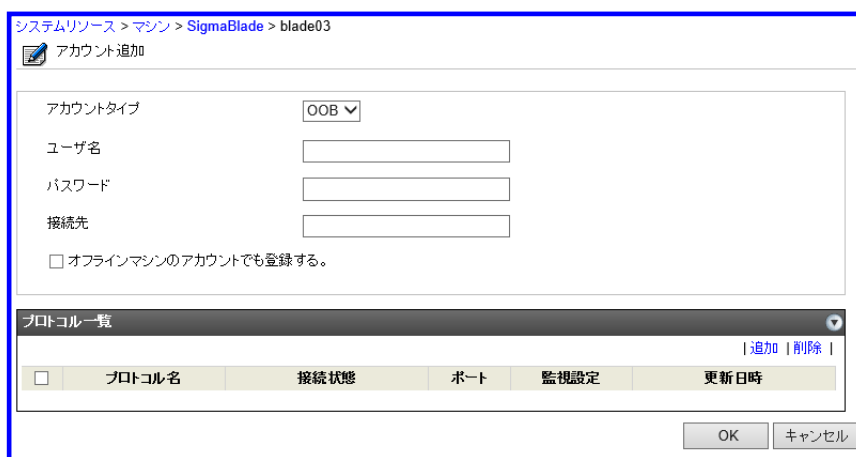 システムリソース > マシン > SigmaBlade > blade03
アカウント追加
アカウントタイプ OOB
ユーザ名
パスワード
接続先
オフラインマシンのアカウントでも登録する。
プロトコル一覧
| 追加 | 削除 |
プロトコル名 接続状態 ポート 監視設定 更新日時
OK キャンセル